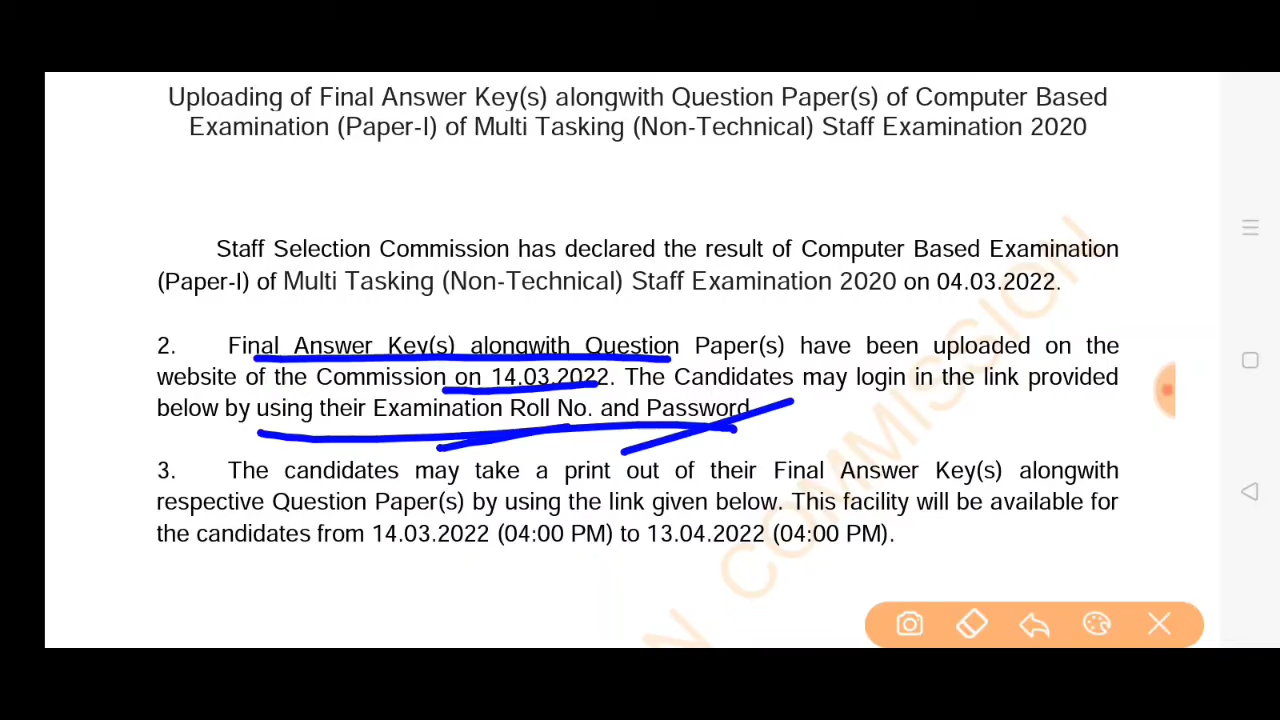 Uploading of Final Answer Key(s) alongwith Question Paper(s) of Computer Based
Examination (Paper-I) of Multi Tasking (Non-Technical) Staff Examination 2020
Staff Selection Commission has declared the result of Computer Based Examination
(Paper-I) of Multi Tasking (Non-Technical) Staff Examination 2020 on 04.03.2022.
2. Final Answer Key(s) alongwith Question Paper(s) have been uploaded on the
website of the Commission on 14.03.2022. The Candidates may login in the link provided
below by using their Examination Roll No. and Password
3. The candidates may take a print out of their Final Answer Key(s) alongwith
respective Question Paper(s) by using the link given below. This facility will be available for
the candidates from 14.03.2022 (04:00 PM) to 13.04.2022 (04:00 PM).
N COMMISSION